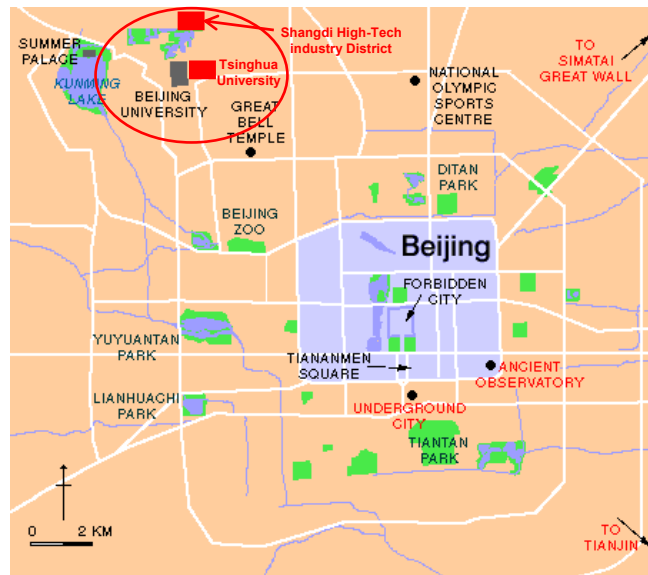 Shangdi High-Tech
industry District
SUMMER
PALACE
Tsinghua
University
TO
SIMATAI
GREAT WALL
KUNMING
LAKE
BEIJING
UNIVERSITY
NATIONAL
OLYMPIC
SPORTS
CENTRE
GREAT
BELL
TEMPLE
DITAN
PARK
BEIJING
ZOO
Beijing
FORBIDDEN
CITY
YUYUANTAN
PARK
TIANANMEN
SQUARE
ANCIENT
OBSERVATORY
LIANHUACHI
PARK
UNDERGROUND
CITY
TIANTAN
PARK
0 2 KM
TO
TIANJIN